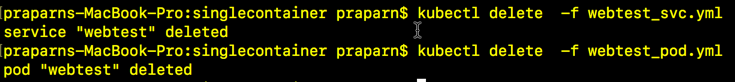 [praparns-MacBook-Pro:singlecontainer praparn$ kubectl delete  -f webtest_svc.yml
service "webtest" deleted
[praparns-MacBook-Pro:singlecontainer praparn$ kubectl delete  -f webtest_pod.yml
pod "webtest" deleted